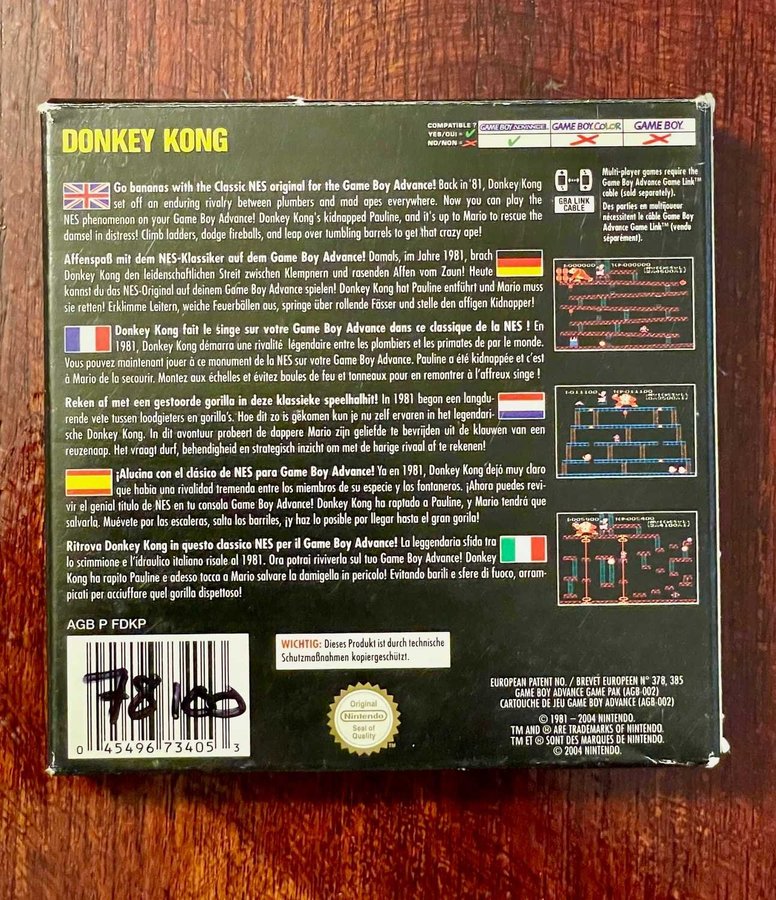 DONKEY KONG
COMPATIBLE ?
YES/OUI =
NO/NON =
GAME BOY ADVANCE
GAME BOY COLOR
GAME BOY
Go bananas with the Classic NES original for the Game Boy Advance! Back in '81, Donkey Kong
set off an enduring rivalry between plumbers and mad apes everywhere. Now you can play the
NES phenomenon on your Game Boy Advance! Donkey Kong's kidnapped Pauline, and it's up to Mario to rescue the
damsel in distress! Climb ladders, dodge fireballs, and leap over tumbling barrels to get that crazy ape!
GBA LINK
CABLE
Multi-player games require the
Game Boy Advance Game Link™
cable (sold separately).
Des parties en multijoueur
nécessitent le câble Game Boy
Advance Game Link™ (vendu
séparément).
Affenspaß mit dem NES-Klassiker auf dem Game Boy Advance! Damals, im Jahre 1981, brach
Donkey Kong den leidenschaftlichen Streit zwischen Klempnern und rasenden Affen vom Zaun! Heute
kannst du das NES-Original auf deinem Game Boy Advance spielen! Donkey Kong hat Pauline entführt und Mario muss
sie retten! Erklimme Leitern, weiche Feuerbällen aus, springe über rollende Fässer und stelle den affigen Kidnapper!
Donkey Kong fait le singe sur votre Game Boy Advance dans ce classique de la NES ! En
1981, Donkey Kong démarra une rivalité légendaire entre les plombiers et les primates de par le monde.
Vous pouvez maintenant jouer à ce monument de la NES sur votre Game Boy Advance. Pauline a été kidnappée et c'est
à Mario de la secourir. Montez aux échelles et évitez boules de feu et tonneaux pour en remontrer à l'affreux singe !
Reken af met een gestoorde gorilla in deze klassieke speelhalhit! In 1981 begon een langdu-
rende vete tussen loodgieters en gorilla's. Hoe dit zo is gekomen kun je nu zelf ervaren in het legendari-
sche Donkey Kong. In dit avontuur probeert de dappere Mario zijn geliefde te bevrijden uit de klauwen van een
reuzenaap. Het vraagt durf, behendigheid en strategisch inzicht om met de harige rivaal af te rekenen!
¡Alucina con el clásico de NES para Game Boy Advance! Ya en 1981, Donkey Kong dejó muy claro
que había una rivalidad tremenda entre los miembros de su especie y los fontaneros. ¡Ahora puedes revi-
vir el genial título de NES en tu consola Game Boy Advance! Donkey Kong ha raptado a Pauline, y Mario tendrá que
salvarla. Muévete por las escaleras, salta los barriles, ¡y haz lo posible por llegar hasta el gran gorila!
Ritrova Donkey Kong in questo classico NES per il Game Boy Advance! La leggendaria sfida tra
lo scimmione e l'idraulico italiano risale al 1981. Ora potrai riviverla sul tuo Game Boy Advance! Donkey
Kong ha rapito Pauline e adesso tocca a Mario salvare la damigella in pericolo! Evitando barili e sfere di fuoco, arram-
picati per acciuffare quel gorilla dispettoso!
AGB P FDKP
78 100
0 45496 73405 3
WICHTIG: Dieses Produkt ist durch technische
Schutzmaßnahmen kopiergeschützt.
Original
Nintendo
Seal of
Quality
EUROPEAN PATENT NO. / BREVET EUROPEEN N° 378, 385
GAME BOY ADVANCE GAME PAK (AGB-002)
CARTOUCHE DE JEU GAME BOY ADVANCE (AGB-002)
© 1981 – 2004 NINTENDO.
TM AND ® ARE TRADEMARKS OF NINTENDO.
TM ET ® SONT DES MARQUES DE NINTENDO.
© 2004 NINTENDO.